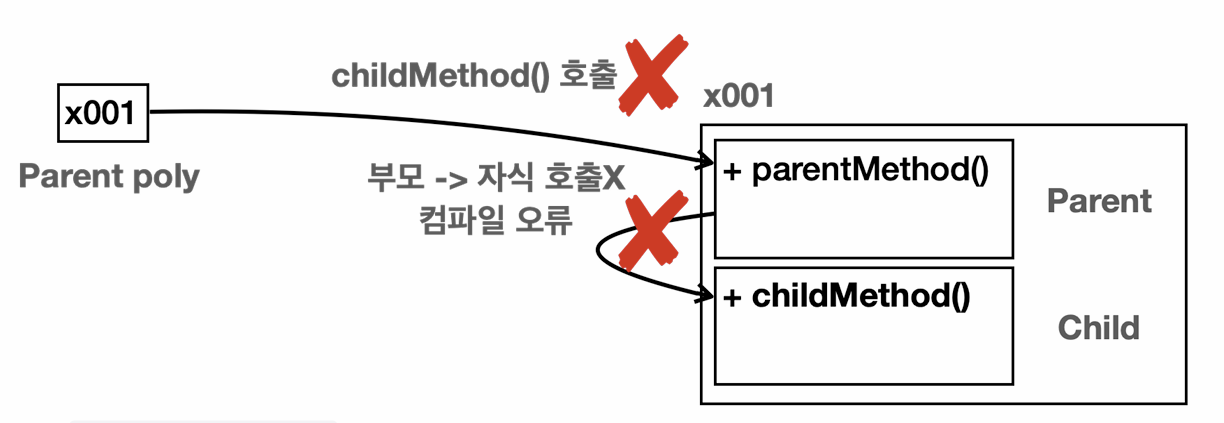 childMethod() 호출
x001
x001
Parent poly
+ parentMethod()
Parent
부모 -> 자식 호출X
컴파일 오류
+ childMethod()
Child